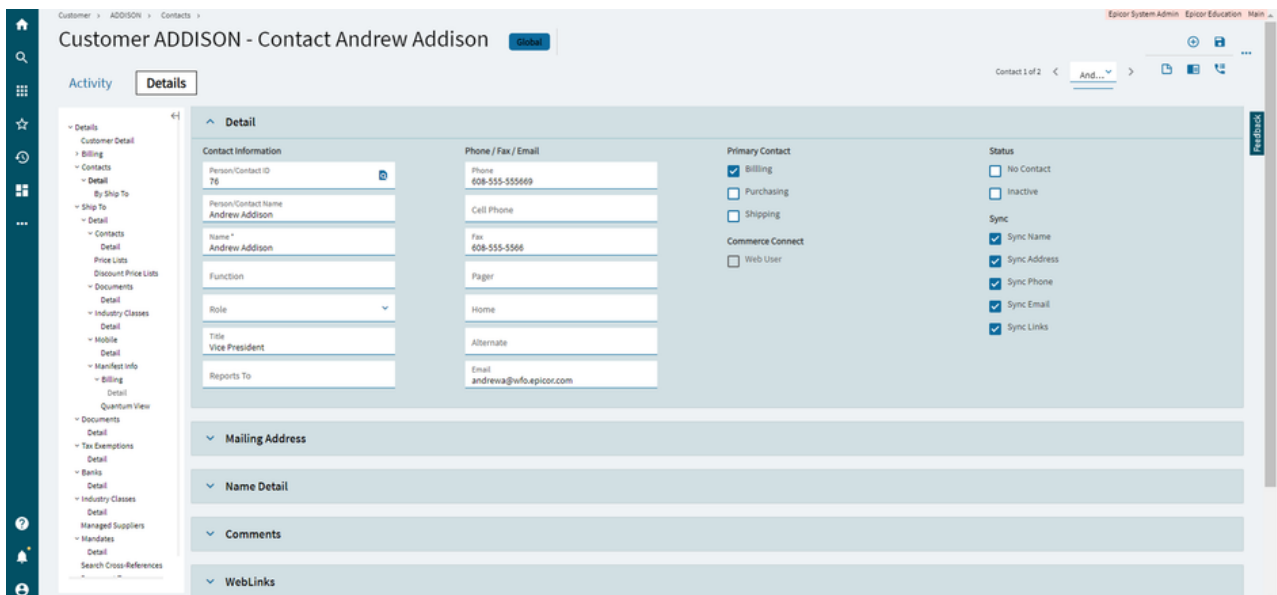 Customer > ADDISON > Contacts >
Epicor System Admin Epicor Education Main
Customer ADDISON - Contact Andrew Addison Global
Contact 1 of 2 And...
Activity Details
Details
Customer Detail
Billing
Contacts
Detail
By Ship To
Ship To
Detail
Contacts
Detail
Price Lists
Discount Price Lists
Documents
Detail
Industry Classes
Detail
Mobile
Detail
Manifest Info
Billing
Detail
Quantum View
Documents
Detail
Tax Exemptions
Detail
Banks
Detail
Industry Classes
Detail
Managed Suppliers
Mandates
Detail
Search Cross-References
Detail
Contact Information
Person/Contact ID
76
Person/Contact Name
Andrew Addison
Name *
Andrew Addison
Function
Role
Title
Vice President
Reports To
Phone / Fax / Email
Phone
608-555-555669
Cell Phone
Fax
608-555-5566
Pager
Home
Alternate
Email
andrewa@wfo.epicor.com
Primary Contact
Billling
Purchasing
Shipping
Commerce Connect
Web User
Status
No Contact
Inactive
Sync
Sync Name
Sync Address
Sync Phone
Sync Email
Sync Links
Mailing Address
Name Detail
Comments
WebLinks
Feedback